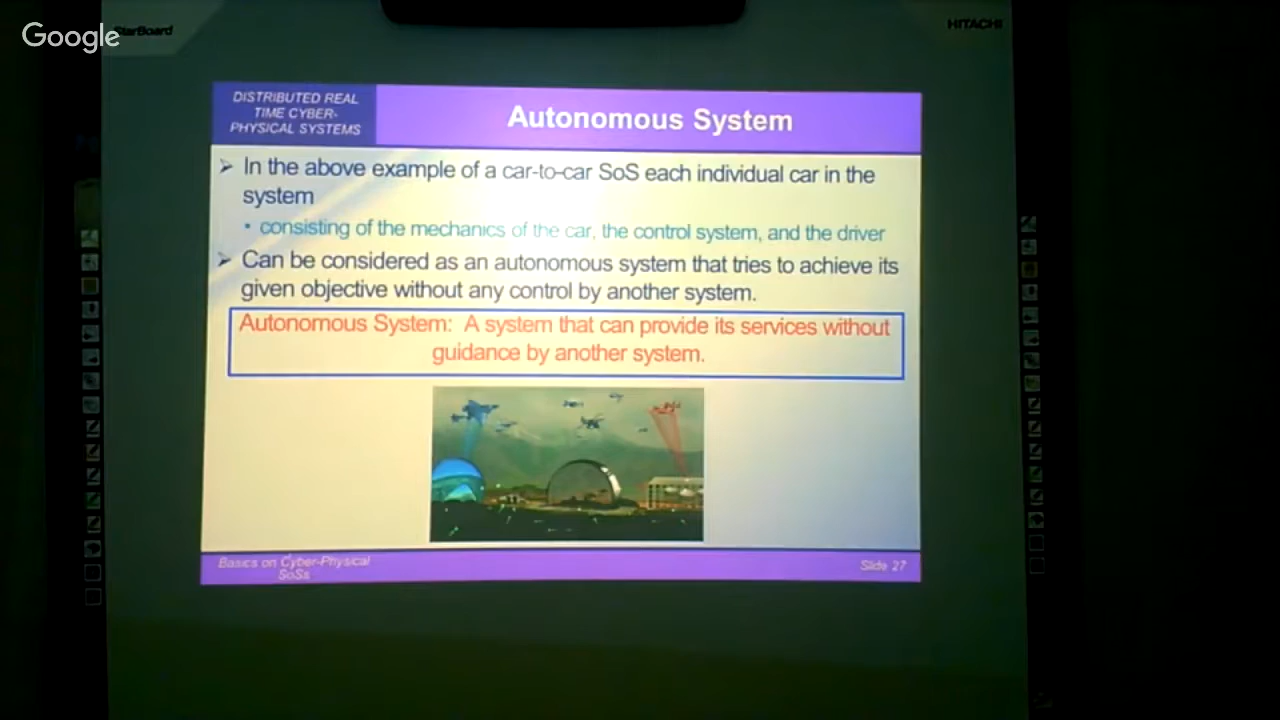 Google
StarBoard
HITACHI
DISTRIBUTED REAL
TIME CYBER-
PHYSICAL SYSTEMS
Autonomous System
➢ In the above example of a car-to-car SoS each individual car in the
system
• consisting of the mechanics of the car, the control system, and the driver
➢ Can be considered as an autonomous system that tries to achieve its
given objective without any control by another system.
Autonomous System: A system that can provide its services without
guidance by another system.
Basics on Cyber-Physical
SoSs
Slide 27